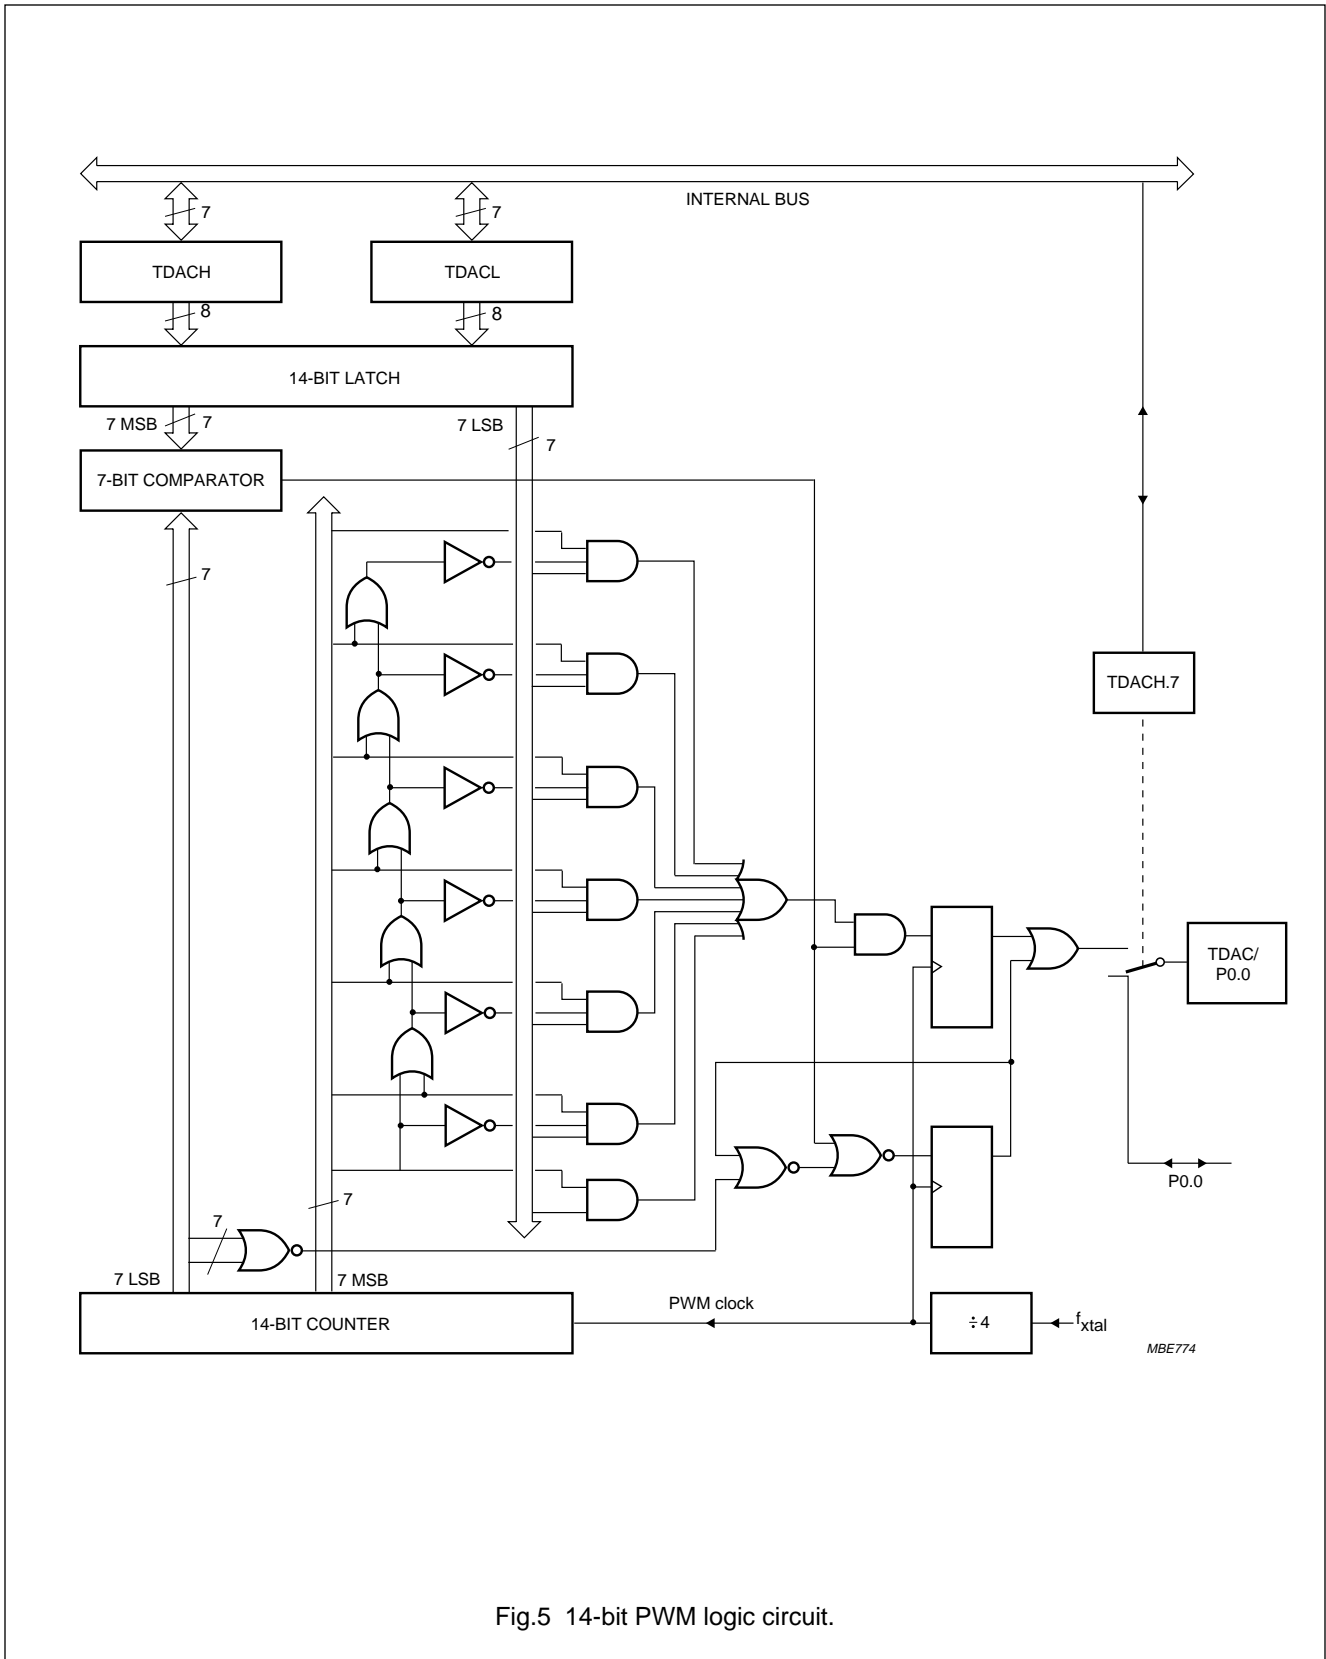 INTERNAL BUS
7
7
TDACH
TDACL
8
8
14-BIT LATCH
7 MSB
7
7 LSB
7
7-BIT COMPARATOR
7
TDACH.7
TDAC/
P0.0
P0.0
7
7
7 LSB
7 MSB
14-BIT COUNTER
PWM clock
÷4
fxtal
MBE774
Fig.5 14-bit PWM logic circuit.